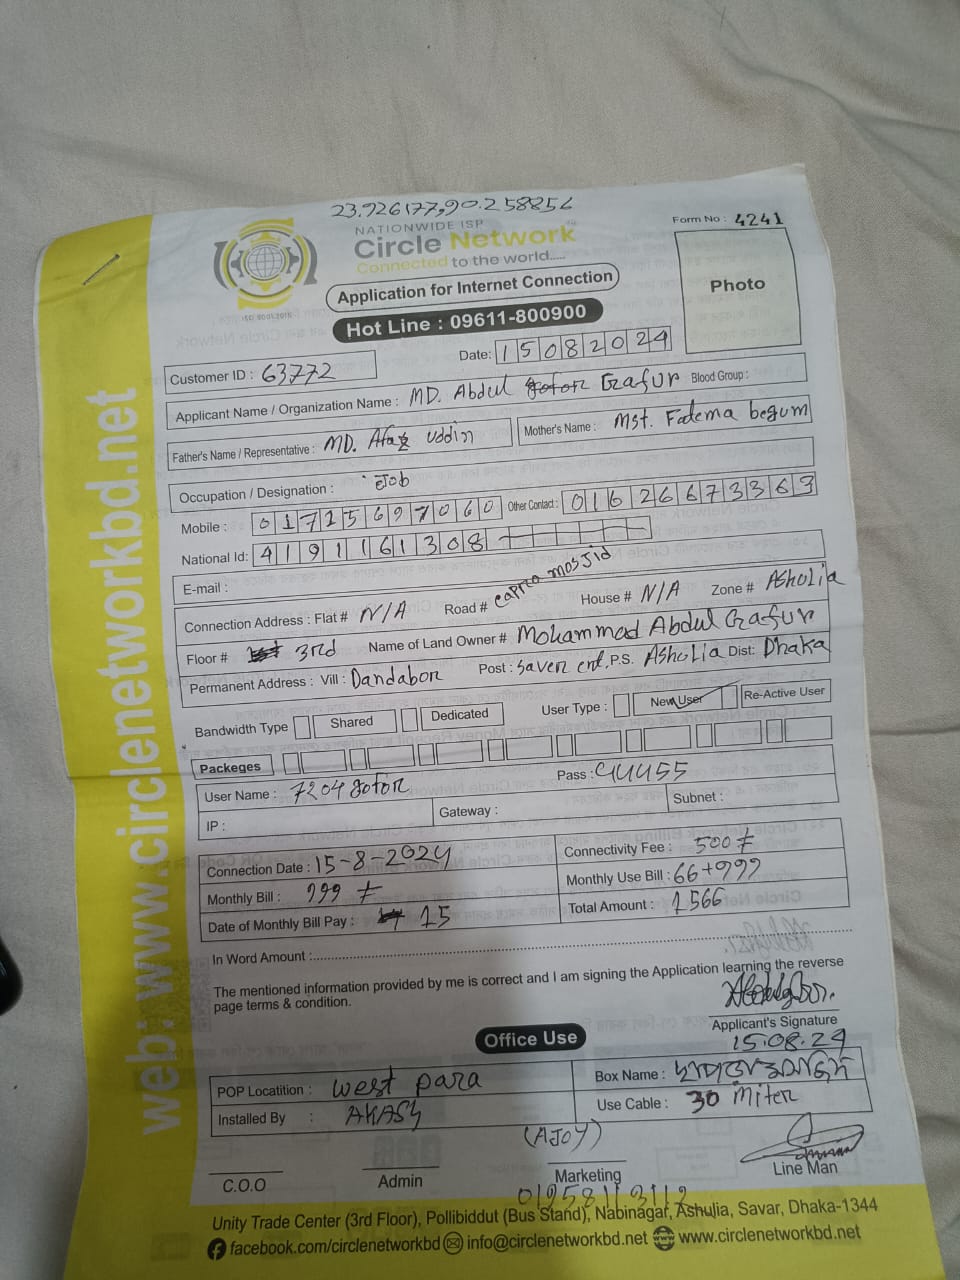 23.926177,90.258856
NATIONWIDE ISP
Circle Network
Connected to the world.....
ISO 9001:2015
Form No : 4241
Photo
Application for Internet Connection
Hot Line : 09611-800900
Customer ID : 63772
Date: 15082024
Applicant Name / Organization Name : MD. Abdul Gafur Blood Group :
Father's Name / Representative : MD. Afaz Uddin Mother's Name : Mst. Fatema begum
Occupation / Designation : Job
Mobile : 01725697060 Other Contact : 01626673363
National Id: 4191161308
E-mail :
Connection Address : Flat # N/A Road # capreo mosjid House # N/A Zone # Asholia
Floor # 3rd Name of Land Owner # Mohammad Abdul Gafur
Permanent Address : Vill : Dandabor Post : Saver cnt, P.S. Asholia Dist: Dhaka
Bandwidth Type Shared Dedicated User Type : New User Re-Active User
Packeges
User Name : 7204gofor Pass : 44455
IP : Gateway : Subnet :
Connection Date : 15-8-2024 Connectivity Fee : 500/=
Monthly Bill : 999/= Monthly Use Bill : 66+999
Date of Monthly Bill Pay : 15 Total Amount : 1566
In Word Amount :
The mentioned information provided by me is correct and I am signing the Application learning the reverse
page terms & condition.
Applicant's Signature
15.08.24
Office Use
POP Locatition : west para Box Name :
Installed By : AKASH Use Cable : 30 Miter
(AJOY)
C.O.O Admin Marketing Line Man
01958113112
Unity Trade Center (3rd Floor), Pollibiddut (Bus Stand), Nabinagar, Ashulia, Savar, Dhaka-1344
facebook.com/circlenetworkbd info@circlenetworkbd.net www.circlenetworkbd.net
web: www.circlenetworkbd.net